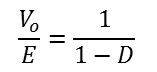 V_o/E = 1/(1 − D)